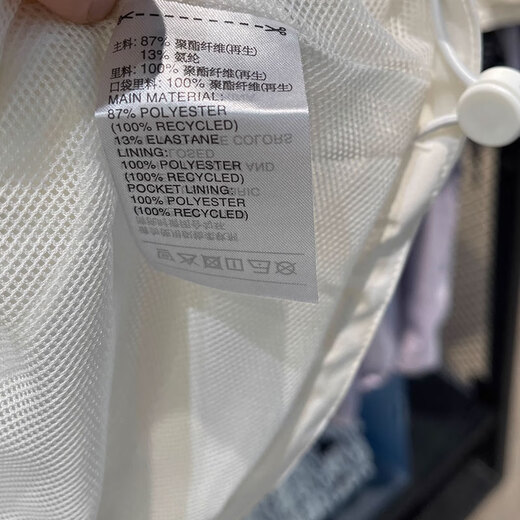 主料: 87% 聚酯纤维(再生)
13% 氨纶
里料: 100% 聚酯纤维(再生)
口袋里料: 100% 聚酯纤维(再生)
MAIN MATERIAL:
87% POLYESTER
(100% RECYCLED)
13% ELASTANE
LINING:
100% POLYESTER
(100% RECYCLED)
POCKET LINING:
100% POLYESTER
(100% RECYCLED)